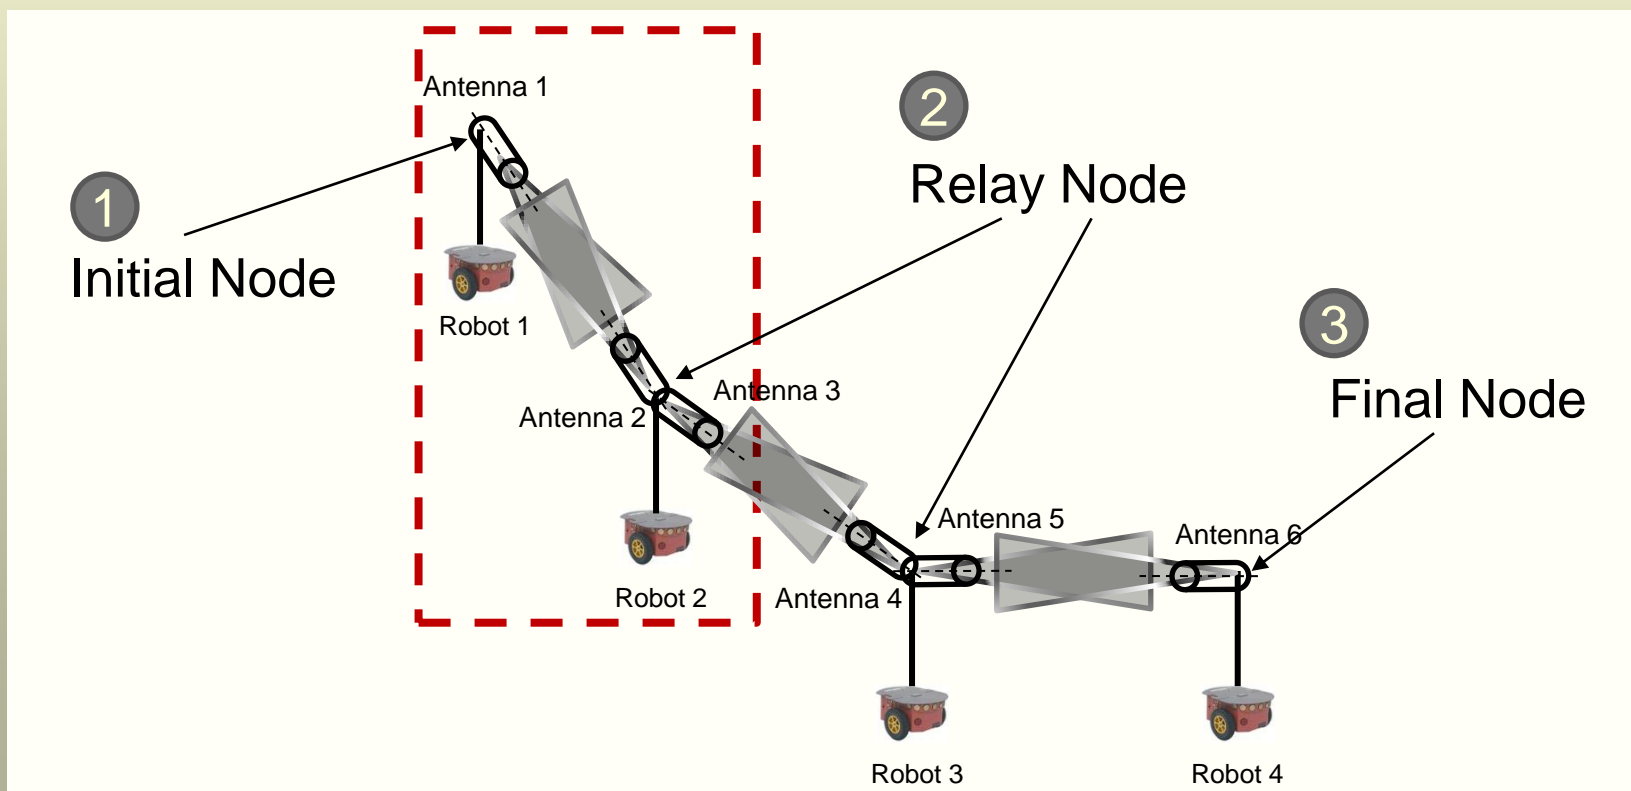 Antenna 1
1
Initial Node
Robot 1
2
Relay Node
Antenna 2
Antenna 3
Robot 2
3
Final Node
Antenna 4
Antenna 5
Antenna 6
Robot 3
Robot 4